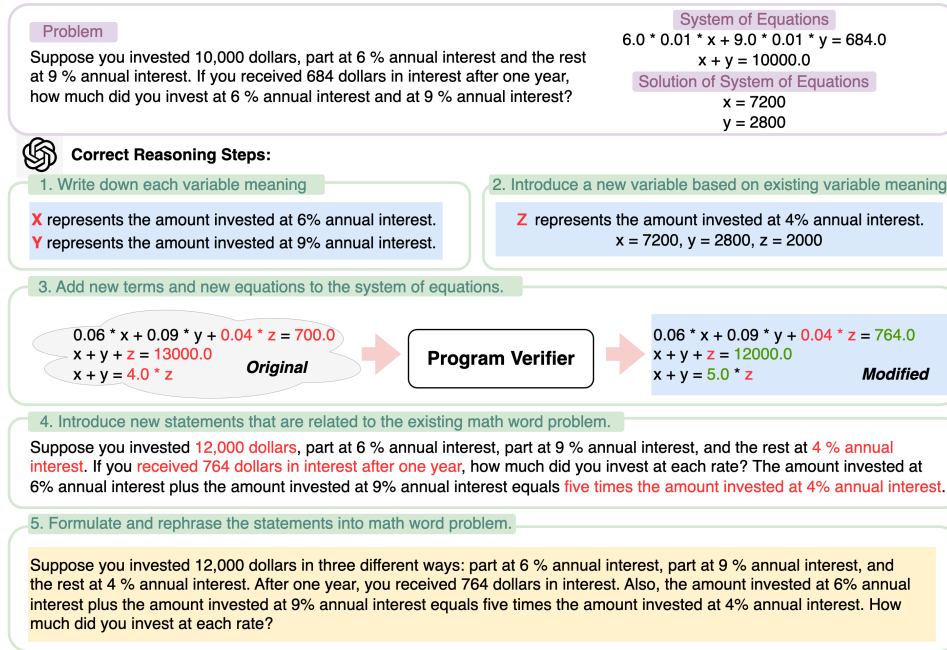 Problem
Suppose you invested 10,000 dollars, part at 6 % annual interest and the rest
at 9 % annual interest. If you received 684 dollars in interest after one year,
how much did you invest at 6 % annual interest and at 9 % annual interest?
System of Equations
6.0 * 0.01 * x + 9.0 * 0.01 * y = 684.0
x + y = 10000.0
Solution of System of Equations
x = 7200
y = 2800
Correct Reasoning Steps:
1. Write down each variable meaning
X represents the amount invested at 6% annual interest.
Y represents the amount invested at 9% annual interest.
2. Introduce a new variable based on existing variable meaning
Z represents the amount invested at 4% annual interest.
x = 7200, y = 2800, z = 2000
3. Add new terms and new equations to the system of equations.
0.06 * x + 0.09 * y + 0.04 * z = 700.0
x + y + z = 13000.0
x + y = 4.0 * z
Original
Program Verifier
0.06 * x + 0.09 * y + 0.04 * z = 764.0
x + y + z = 12000.0
x + y = 5.0 * z
Modified
4. Introduce new statements that are related to the existing math word problem.
Suppose you invested 12,000 dollars, part at 6 % annual interest, part at 9 % annual interest, and the rest at 4 % annual
interest. If you received 764 dollars in interest after one year, how much did you invest at each rate? The amount invested at
6% annual interest plus the amount invested at 9% annual interest equals five times the amount invested at 4% annual interest.
5. Formulate and rephrase the statements into math word problem.
Suppose you invested 12,000 dollars in three different ways: part at 6 % annual interest, part at 9 % annual interest, and
the rest at 4 % annual interest. After one year, you received 764 dollars in interest. Also, the amount invested at 6% annual
interest plus the amount invested at 9% annual interest equals five times the amount invested at 4% annual interest. How
much did you invest at each rate?